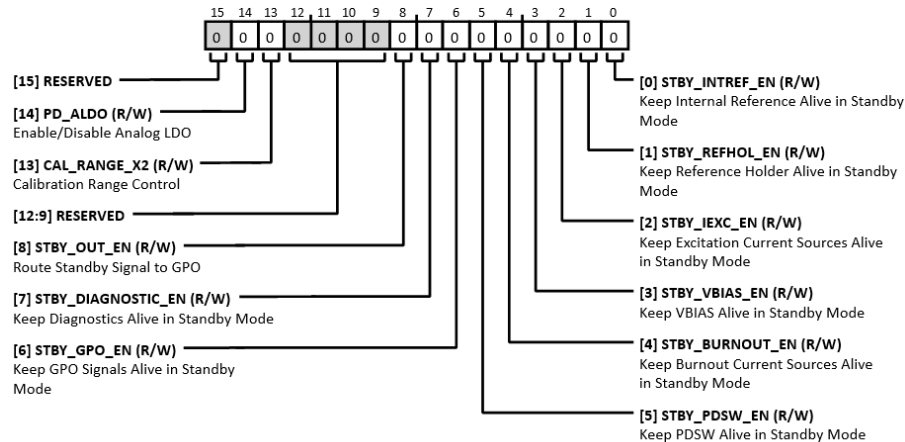 15 14 13 12 11 10 9 8 7 6 5 4 3 2 1 0
0 0 0 0 0 0 0 0 0 0 0 0 0 0 0 0
[15] RESERVED
[14] PD_ALDO (R/W)
Enable/Disable Analog LDO
[13] CAL_RANGE_X2 (R/W)
Calibration Range Control
[12:9] RESERVED
[8] STBY_OUT_EN (R/W)
Route Standby Signal to GPO
[7] STBY_DIAGNOSTIC_EN (R/W)
Keep Diagnostics Alive in Standby Mode
[6] STBY_GPO_EN (R/W)
Keep GPO Signals Alive in Standby
Mode
[0] STBY_INTREF_EN (R/W)
Keep Internal Reference Alive in Standby
Mode
[1] STBY_REFHOL_EN (R/W)
Keep Reference Holder Alive in Standby
Mode
[2] STBY_IEXC_EN (R/W)
Keep Excitation Current Sources Alive
in Standby Mode
[3] STBY_VBIAS_EN (R/W)
Keep VBIAS Alive in Standby Mode
[4] STBY_BURNOUT_EN (R/W)
Keep Burnout Current Sources Alive
in Standby Mode
[5] STBY_PDSW_EN (R/W)
Keep PDSW Alive in Standby Mode